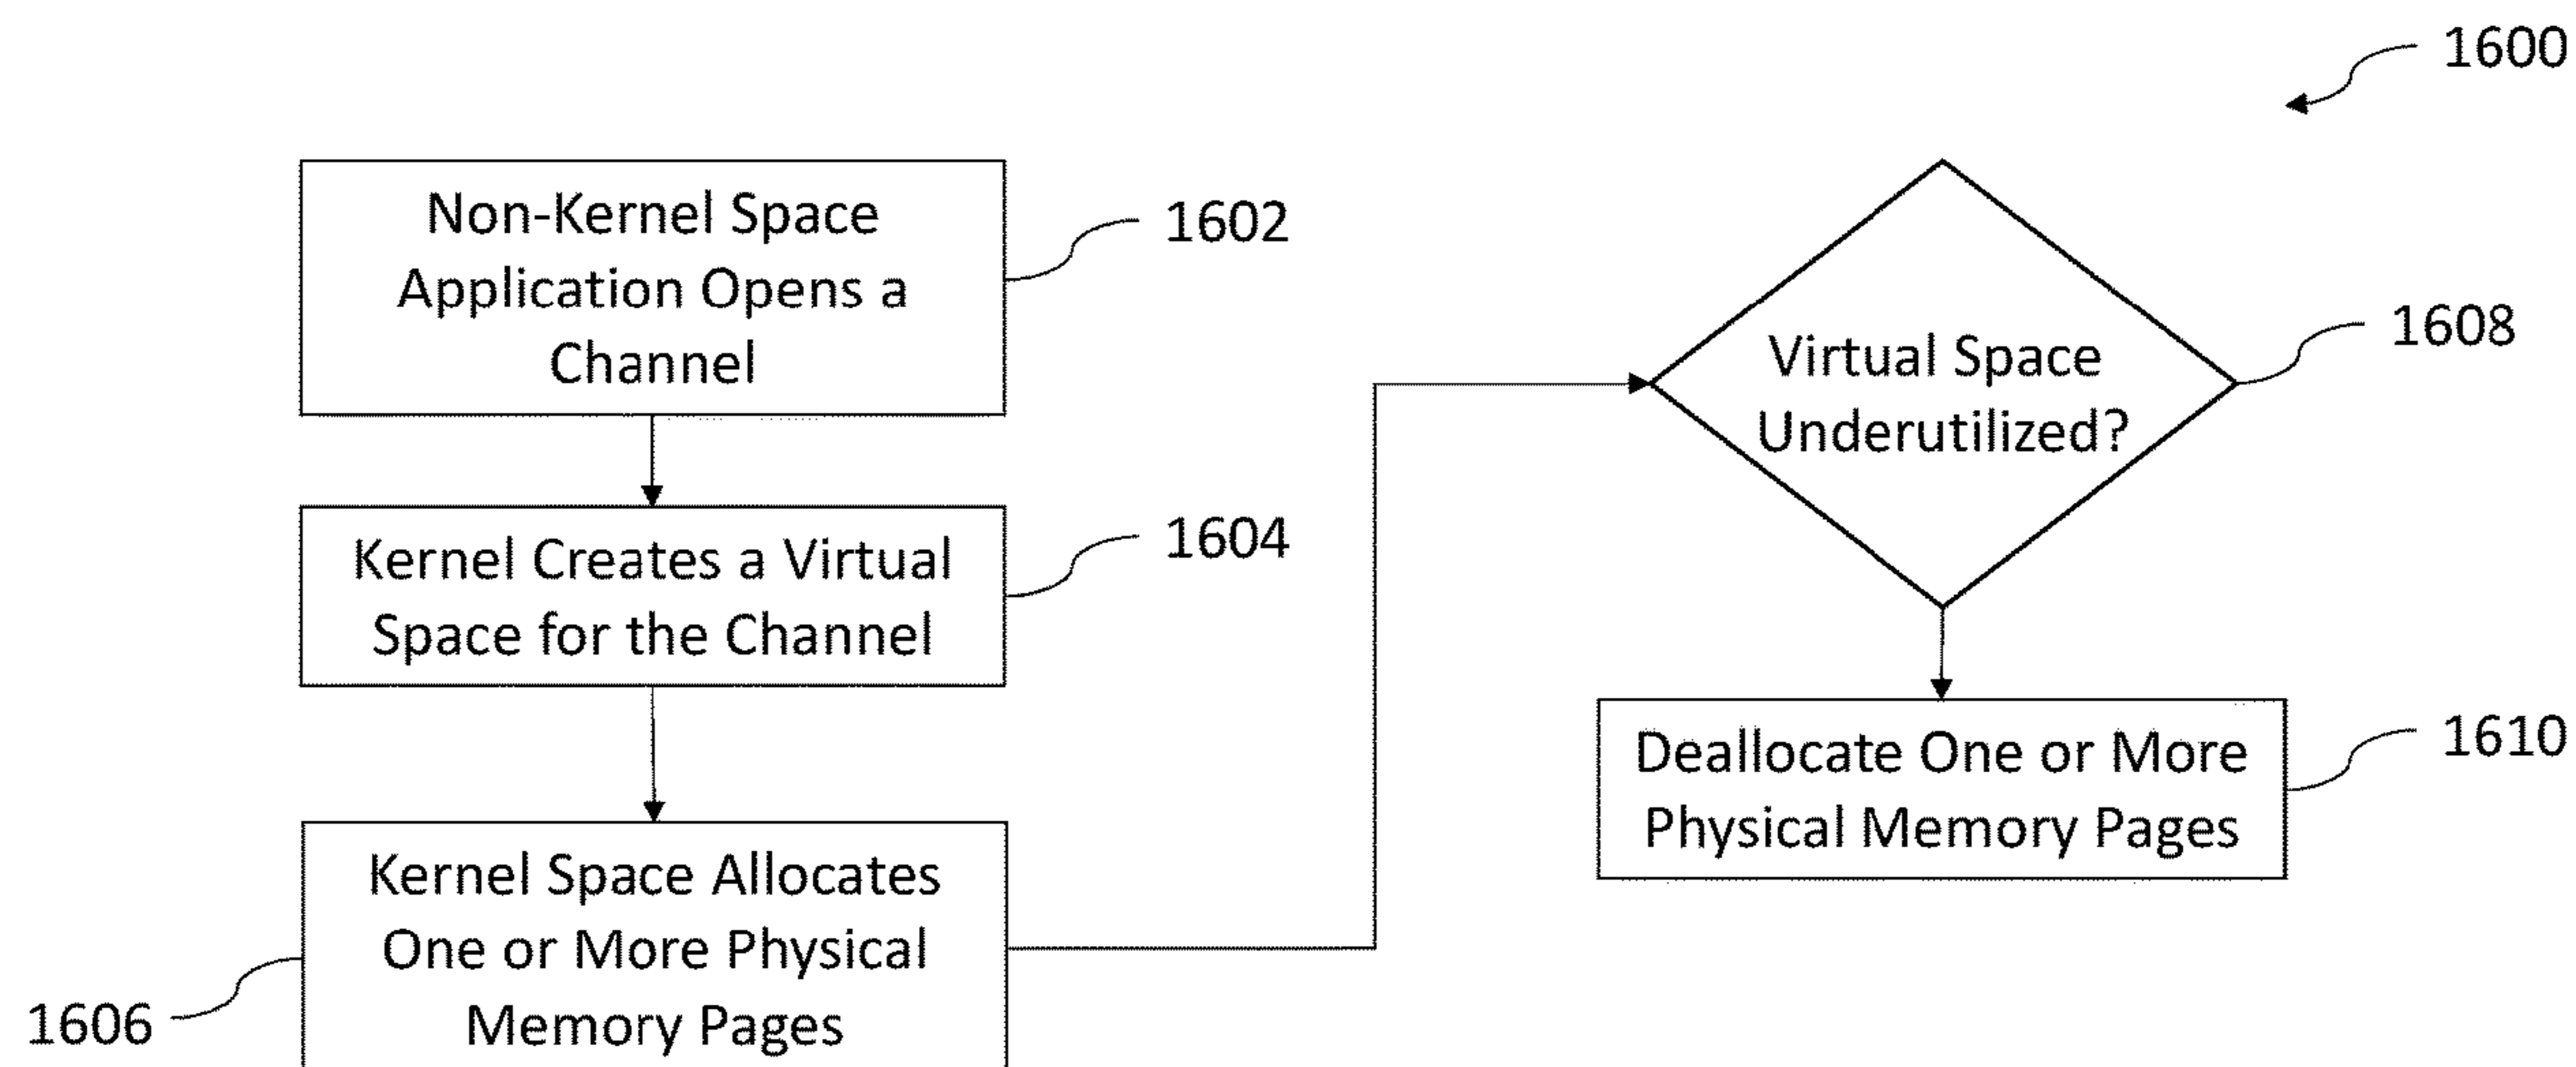 1600
Non-Kernel Space
Application Opens a
Channel
1602
Kernel Creates a Virtual
Space for the Channel
1604
Kernel Space Allocates
One or More Physical
Memory Pages
1606
Virtual Space
Underutilized?
1608
Deallocate One or More
Physical Memory Pages
1610